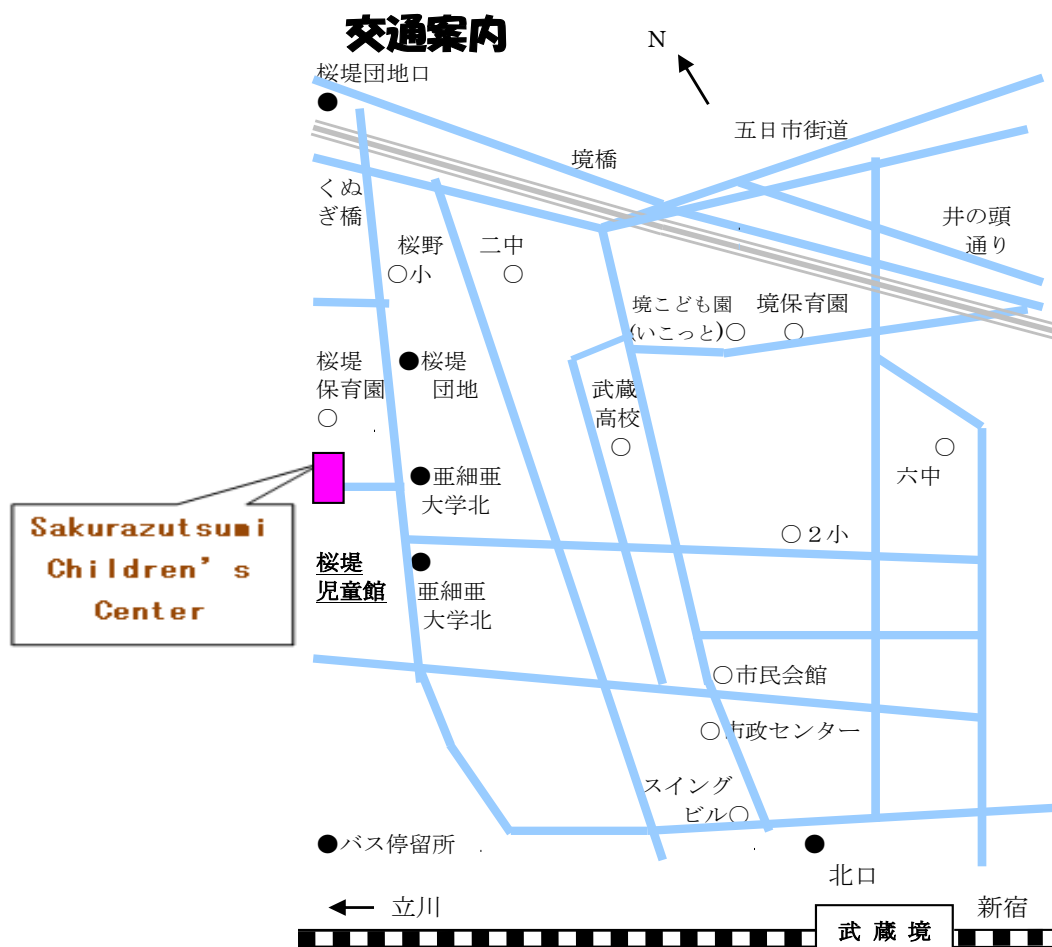 交通案内
N
桜堤団地口
五日市街道
境橋
くぬ
ぎ橋
井の頭
通り
桜野
○小
二中
○
境こども園
(いこっと)○
境保育園
○
桜堤
保育園
○
●桜堤
団地
武蔵
高校
○
○
六中
●亜細亜
大学北
Sakurazutsumi
Children’s
Center
○２小
桜堤
児童館
亜細亜
大学北
○市民会館
○市政センター
スイング
ビル○
●バス停留所
北口
← 立川
新宿
武蔵境